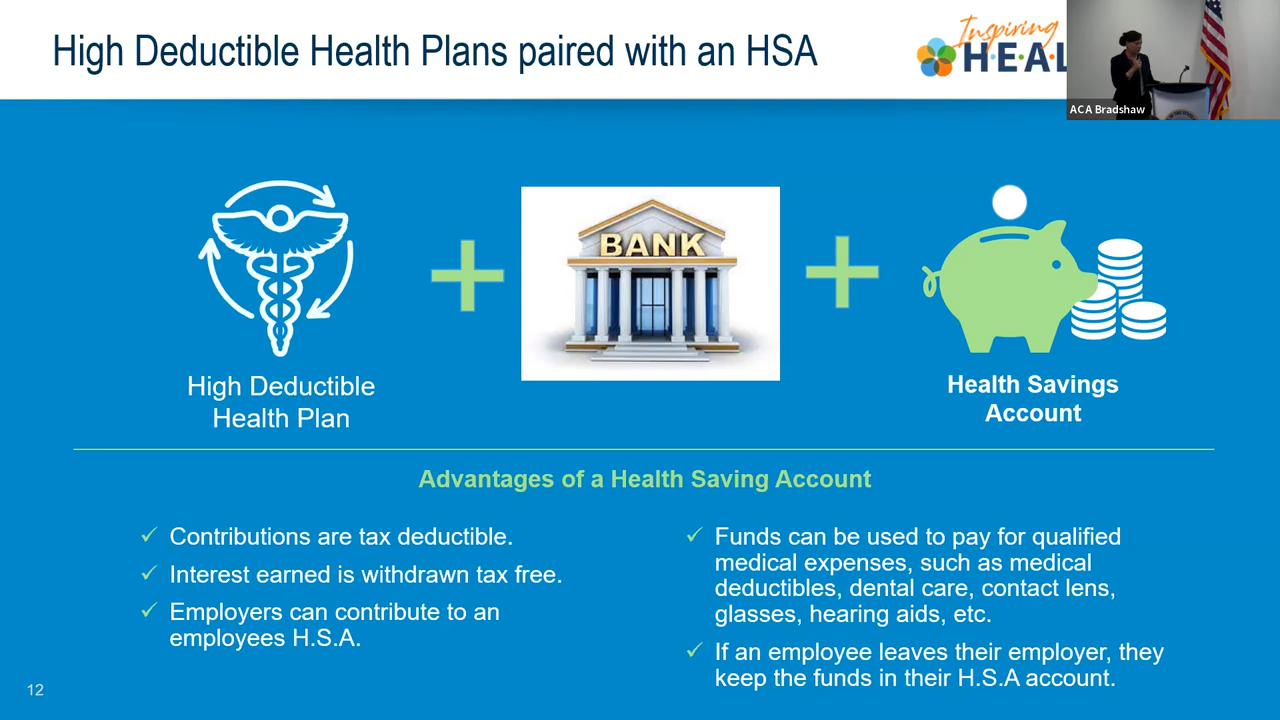 High Deductible Health Plans paired with an HSA
Inspiring
H·E·A·L
ACA Bradshaw
BANK
High Deductible
Health Plan
Health Savings
Account
Advantages of a Health Saving Account
✓ Contributions are tax deductible.
✓ Interest earned is withdrawn tax free.
✓ Employers can contribute to an
employees H.S.A.
✓ Funds can be used to pay for qualified
medical expenses, such as medical
deductibles, dental care, contact lens,
glasses, hearing aids, etc.
✓ If an employee leaves their employer, they
keep the funds in their H.S.A account.
12